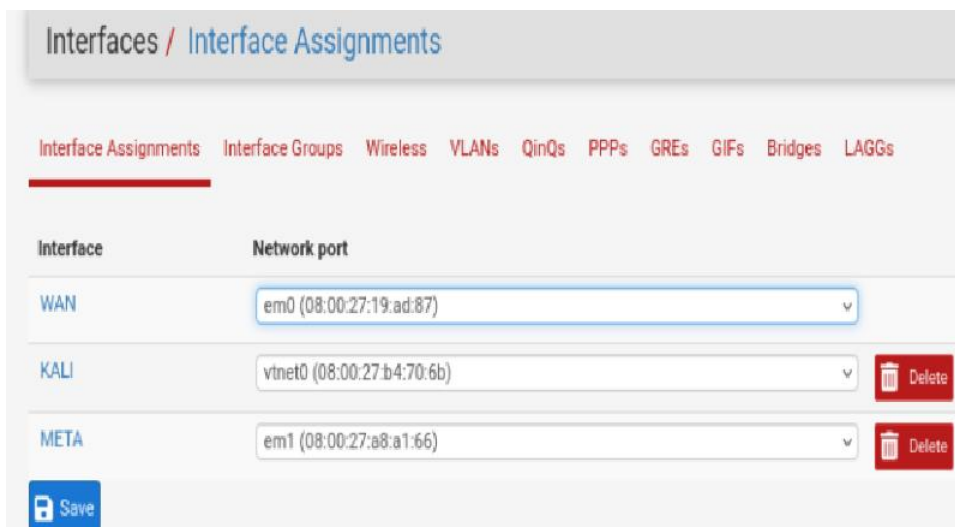 Interfaces / Interface Assignments
Interface Assignments Interface Groups Wireless VLANs QinQs PPPs GREs GIFs Bridges LAGGs
Interface Network port
WAN em0 (08:00:27:19:ad:87)
KALI vtnet0 (08:00:27:b4:70:6b) Delete
META em1 (08:00:27:a8:a1:66) Delete
Save